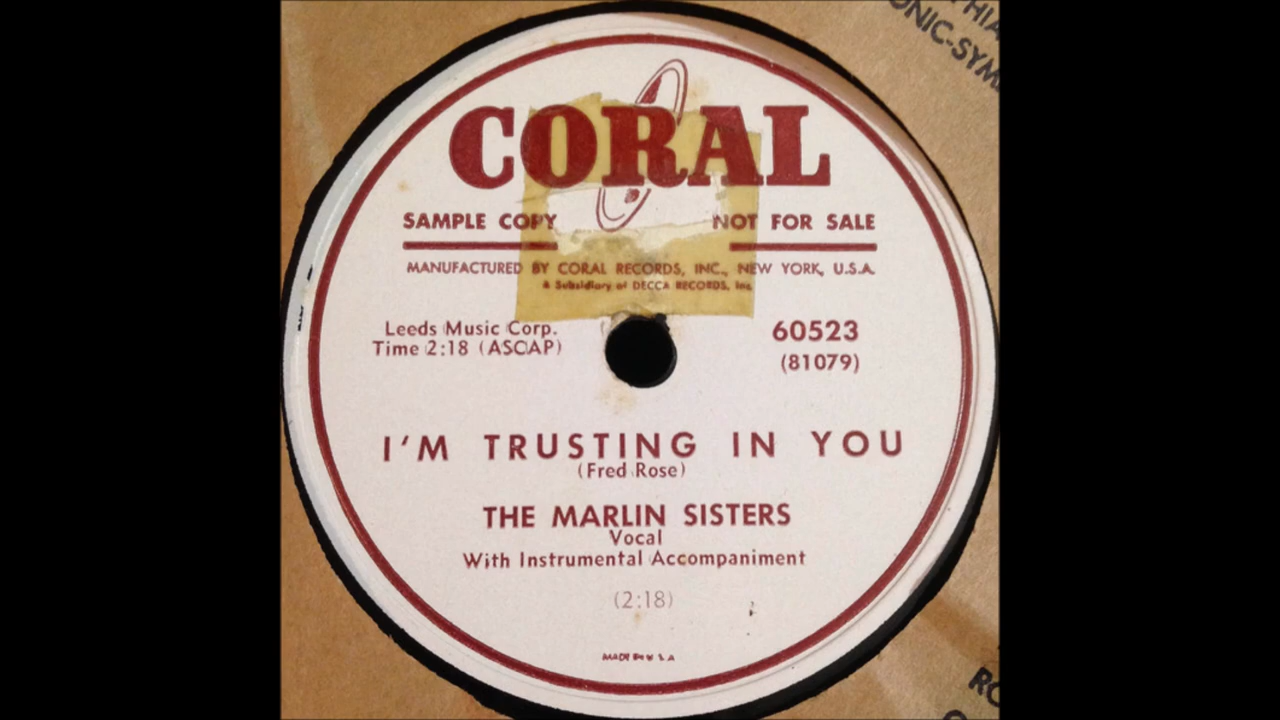 CORAL
SAMPLE COPY NOT FOR SALE
MANUFACTURED BY CORAL RECORDS, INC., NEW YORK, U.S.A.
A Subsidiary of DECCA RECORDS, Inc.
Leeds Music Corp.
Time 2:18 (ASCAP)
60523
(81079)
I'M TRUSTING IN YOU
(Fred Rose)
THE MARLIN SISTERS
Vocal
With Instrumental Accompaniment
(2:18)
MADE IN U.S.A.